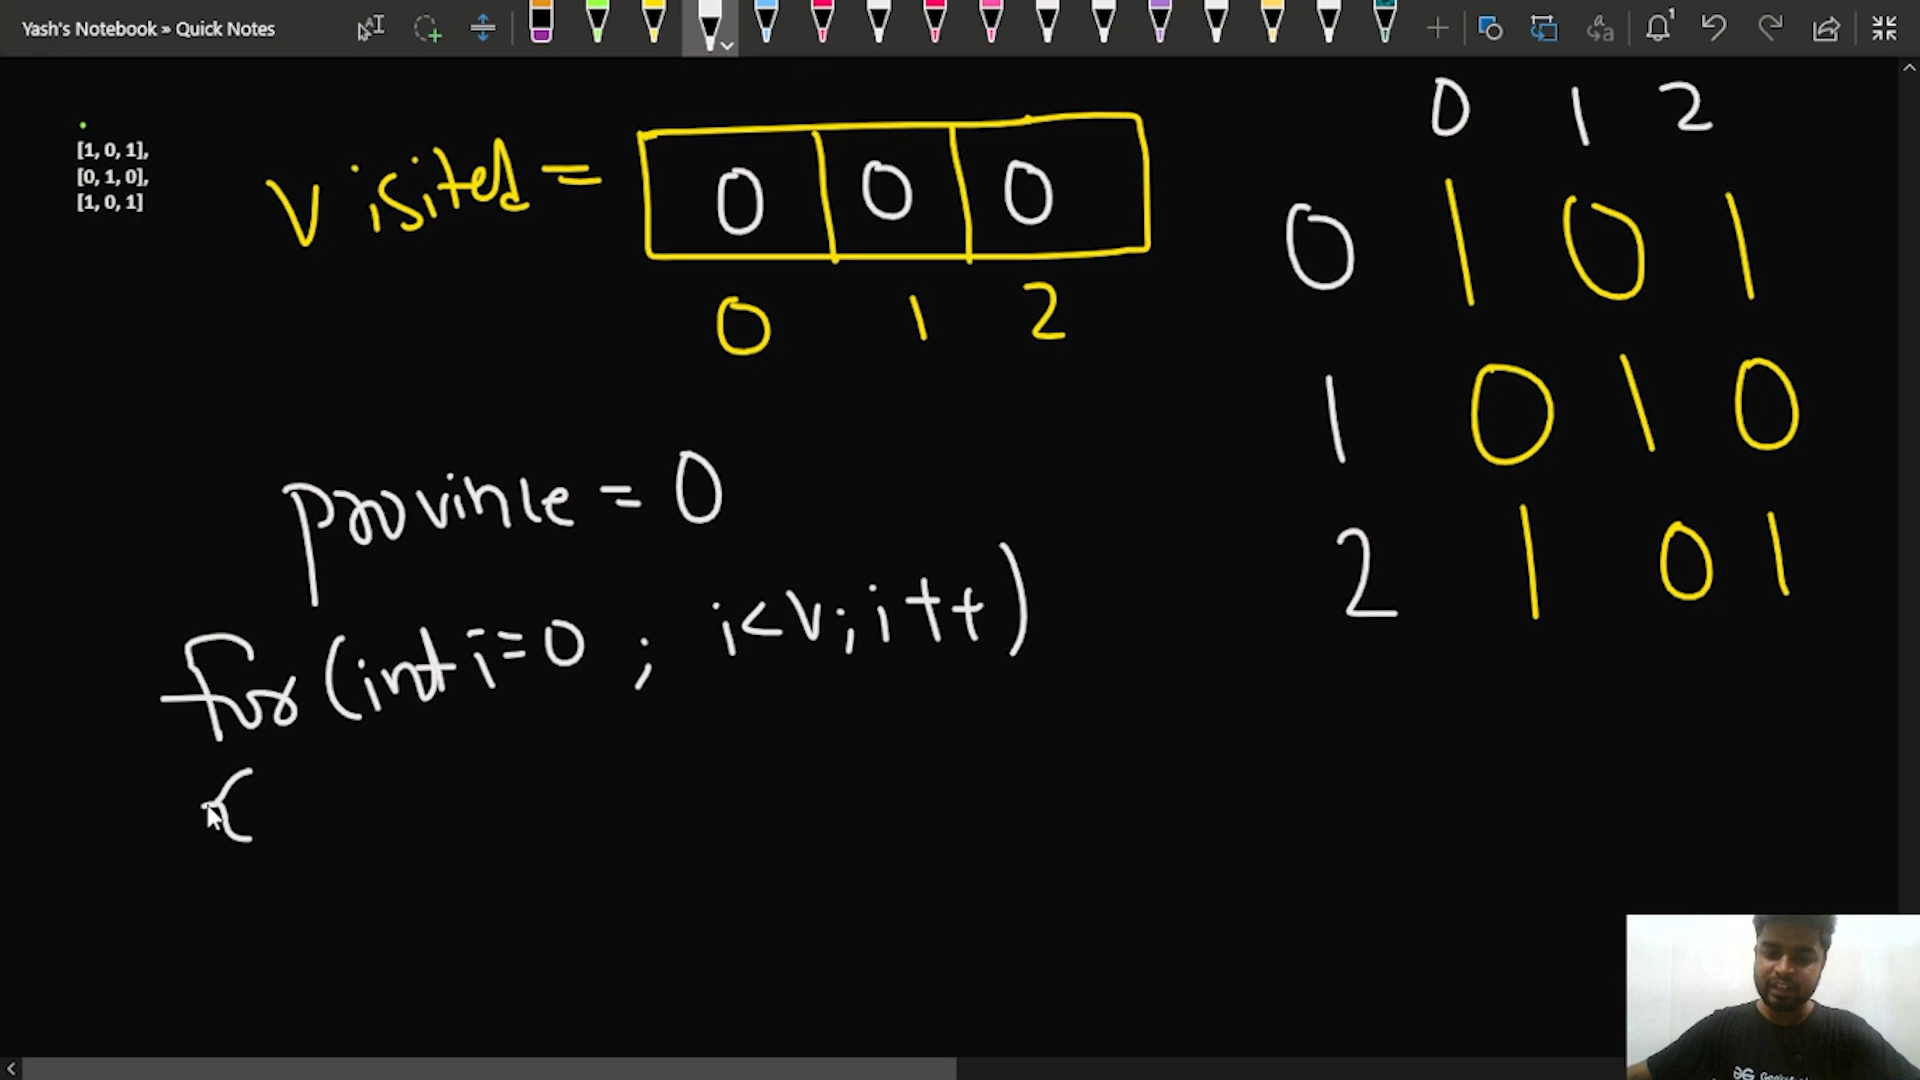 Yash's Notebook » Quick Notes
[1, 0, 1],
[0, 1, 0],
[1, 0, 1]
visited = 0 0 0
0 1 2
province = 0
for (int i=0 ; i<v; i++)
{
0 1 2
0 1 0 1
1 0 1 0
2 1 0 1